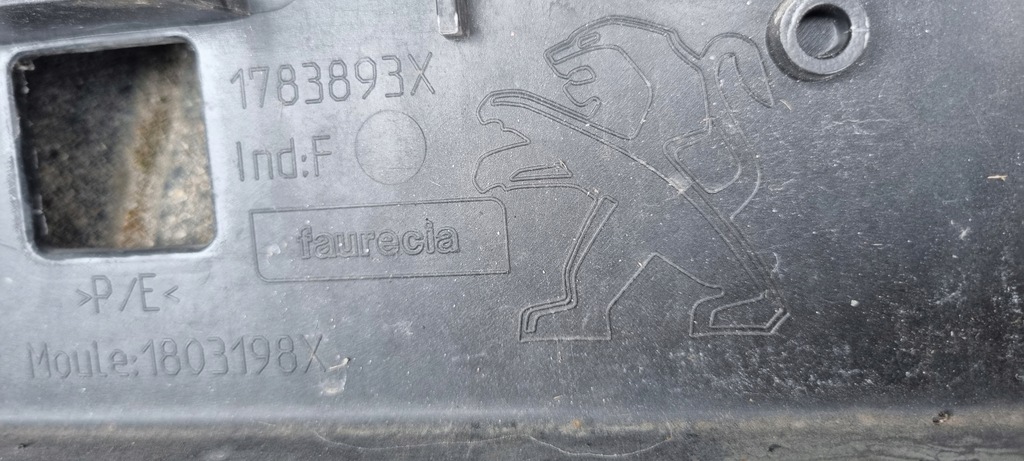 1783893X
Ind:F
faurecia
>P/E<
Moule:1803198X